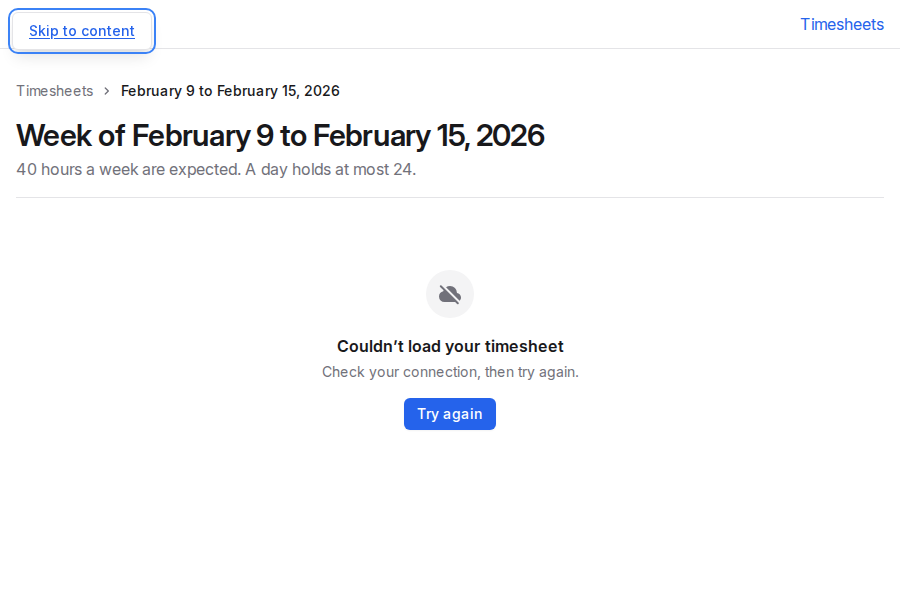 Skip to content
Timesheets
Timesheets
February 9 to February 15, 2026
Week of February 9 to February 15, 2026
40 hours a week are expected. A day holds at most 24.
Couldn’t load your timesheet
Check your connection, then try again.
Try again